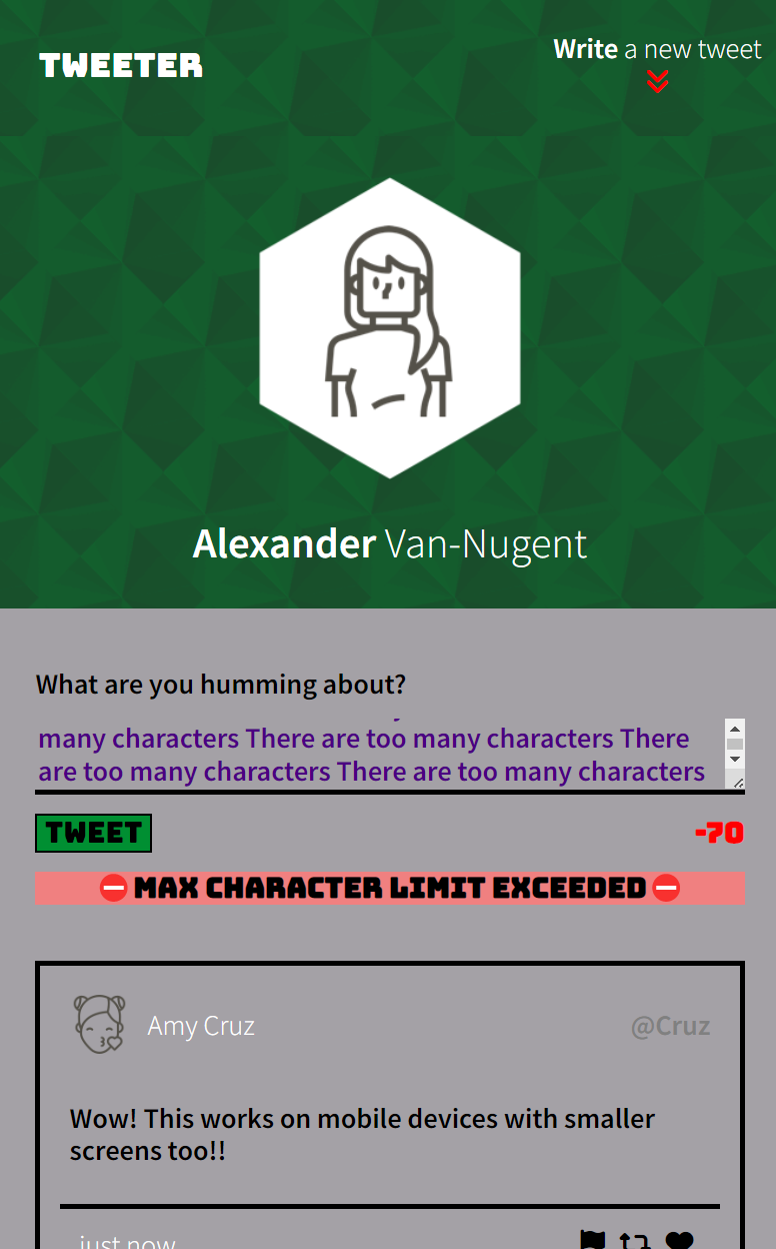 TWEETER
Write a new tweet
Alexander Van-Nugent
What are you humming about?
many characters There are too many characters There
are too many characters There are too many characters
TWEET
-70
MAX CHARACTER LIMIT EXCEEDED
Amy Cruz
@Cruz
Wow! This works on mobile devices with smaller
screens too!!
just now